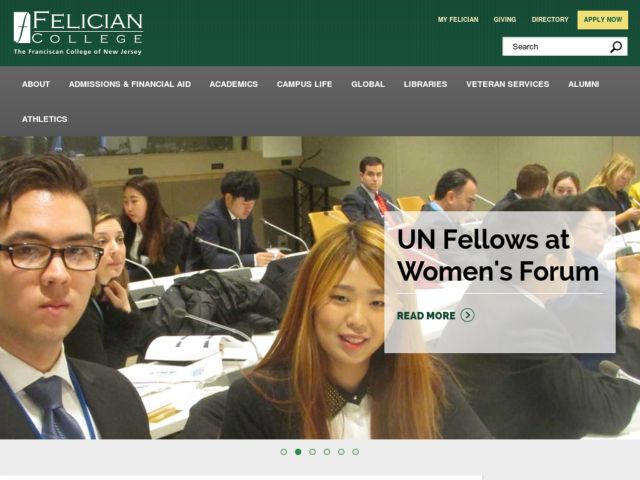 FELICIAN
COLLEGE
The Franciscan College of New Jersey
MY FELICIAN GIVING DIRECTORY APPLY NOW
Search
ABOUT ADMISSIONS & FINANCIAL AID ACADEMICS CAMPUS LIFE GLOBAL LIBRARIES VETERAN SERVICES ALUMNI
ATHLETICS
UN Fellows at
Women's Forum
READ MORE